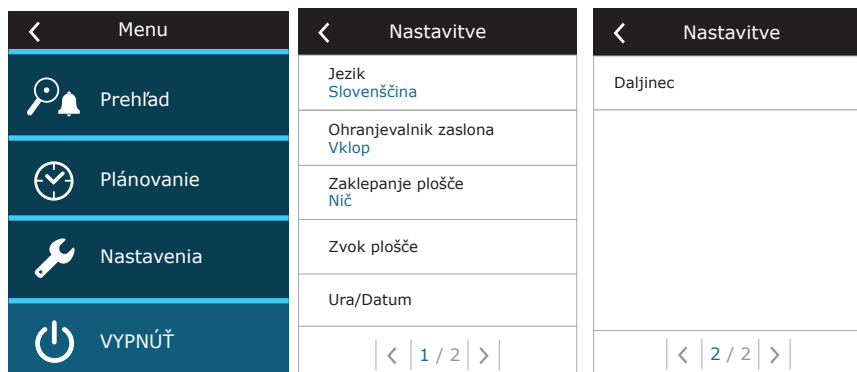 Menu
Prehľad
Plánovanie
Nastavenia
VYPNÚŤ
Nastavitve
Jezik
Slovenščina
Ohranjevalnik zaslona
Vklop
Zaklepanje plošče
Nič
Zvok plošče
Ura/Datum
1 / 2
Nastavitve
Daljinec
2 / 2